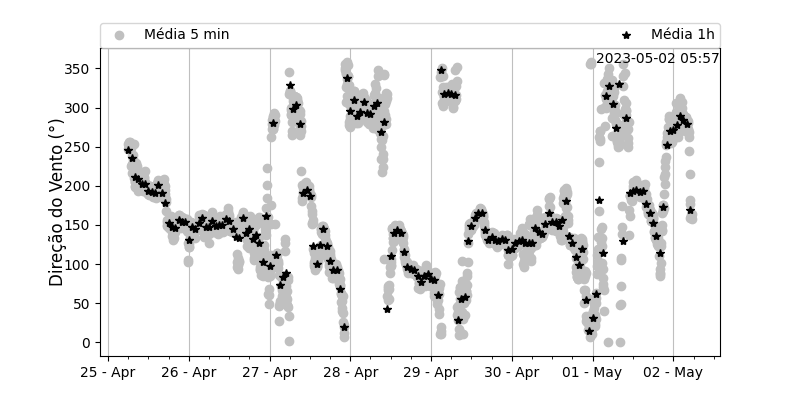 Média 5 min
Média 1h
2023-05-02 05:57
Direção do Vento (°)
350
300
250
200
150
100
50
0
25 - Apr
26 - Apr
27 - Apr
28 - Apr
29 - Apr
30 - Apr
01 - May
02 - May